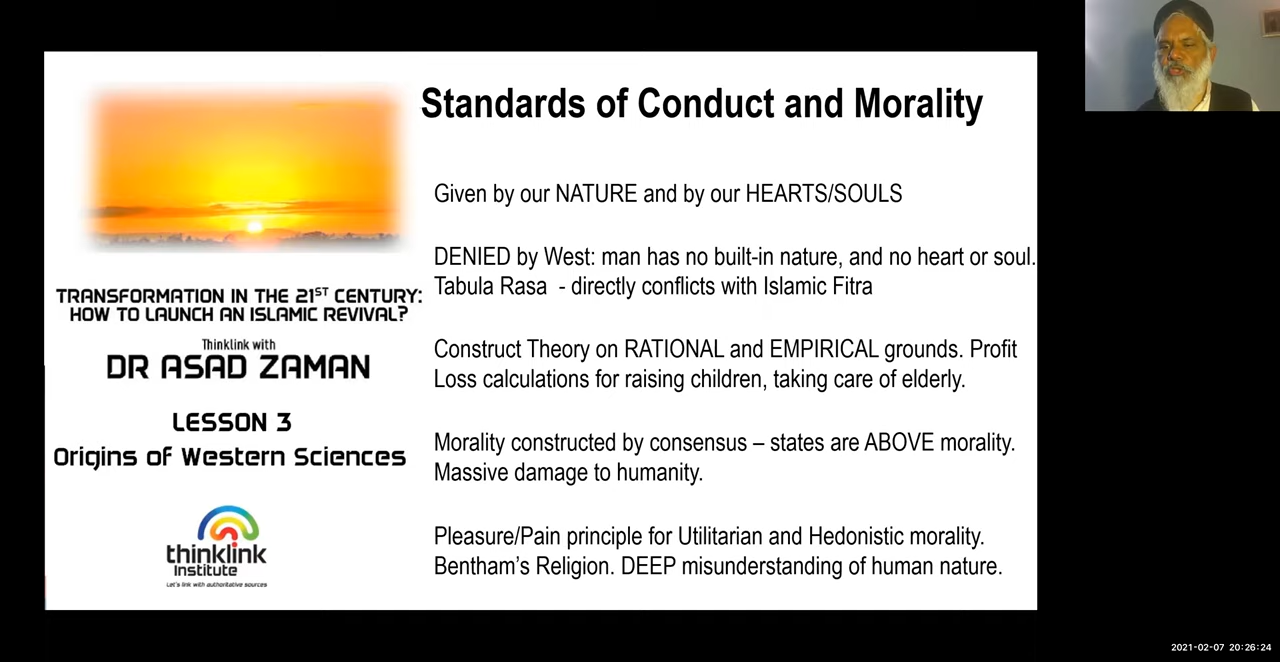 Standards of Conduct and Morality
Given by our NATURE and by our HEARTS/SOULS
DENIED by West: man has no built-in nature, and no heart or soul.
Tabula Rasa - directly conflicts with Islamic Fitra
Construct Theory on RATIONAL and EMPIRICAL grounds. Profit
Loss calculations for raising children, taking care of elderly.
Morality constructed by consensus – states are ABOVE morality.
Massive damage to humanity.
Pleasure/Pain principle for Utilitarian and Hedonistic morality.
Bentham's Religion. DEEP misunderstanding of human nature.
TRANSFORMATION IN THE 21ST CENTURY:
HOW TO LAUNCH AN ISLAMIC REVIVAL?
Thinklink with
DR ASAD ZAMAN
LESSON 3
Origins of Western Sciences
thinklink
Institute
Let's link with authoritative sources
2021-02-07 20:26:24